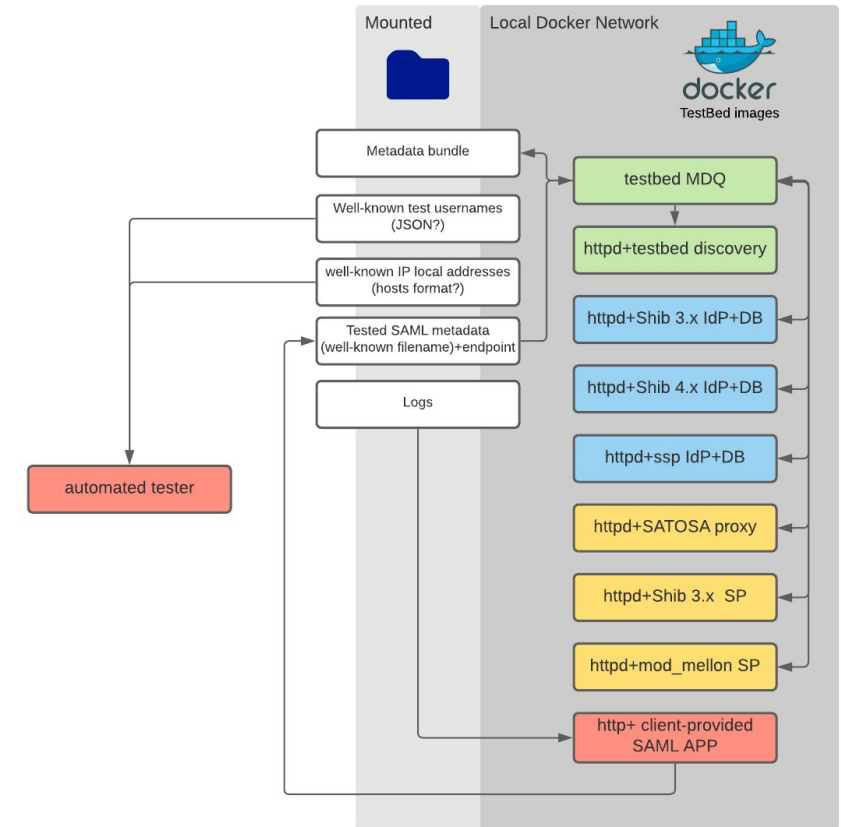 Mounted
Local Docker Network
docker
TestBed images
Metadata bundle
testbed MDQ
Well-known test usernames
(JSON?)
httpd+testbed discovery
well-known IP local addresses
(hosts format?)
httpd+Shib 3.x IdP+DB
Tested SAML metadata
(well-known filename)+endpoint
httpd+Shib 4.x IdP+DB
Logs
httpd+ssp IdP+DB
automated tester
httpd+SATOSA proxy
httpd+Shib 3.x  SP
httpd+mod_mellon SP
http+ client-provided
SAML APP